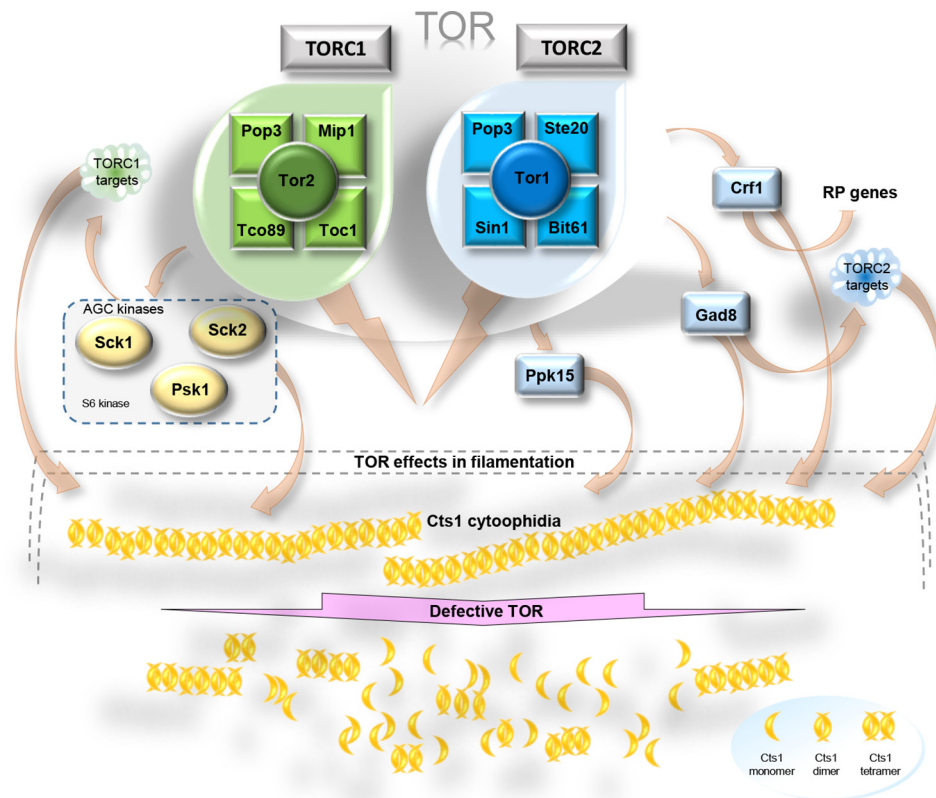 TOR
TORC1
TORC2
Pop3
Mip1
Tor2
Tco89
Toc1
Pop3
Ste20
Tor1
Sin1
Bit61
TORC1
targets
Crf1
RP genes
TORC2
targets
AGC kinases
Sck1
Sck2
Psk1
S6 kinase
Gad8
Ppk15
TOR effects in filamentation
Cts1 cytoophidia
Defective TOR
Cts1
monomer
Cts1
dimer
Cts1
tetramer